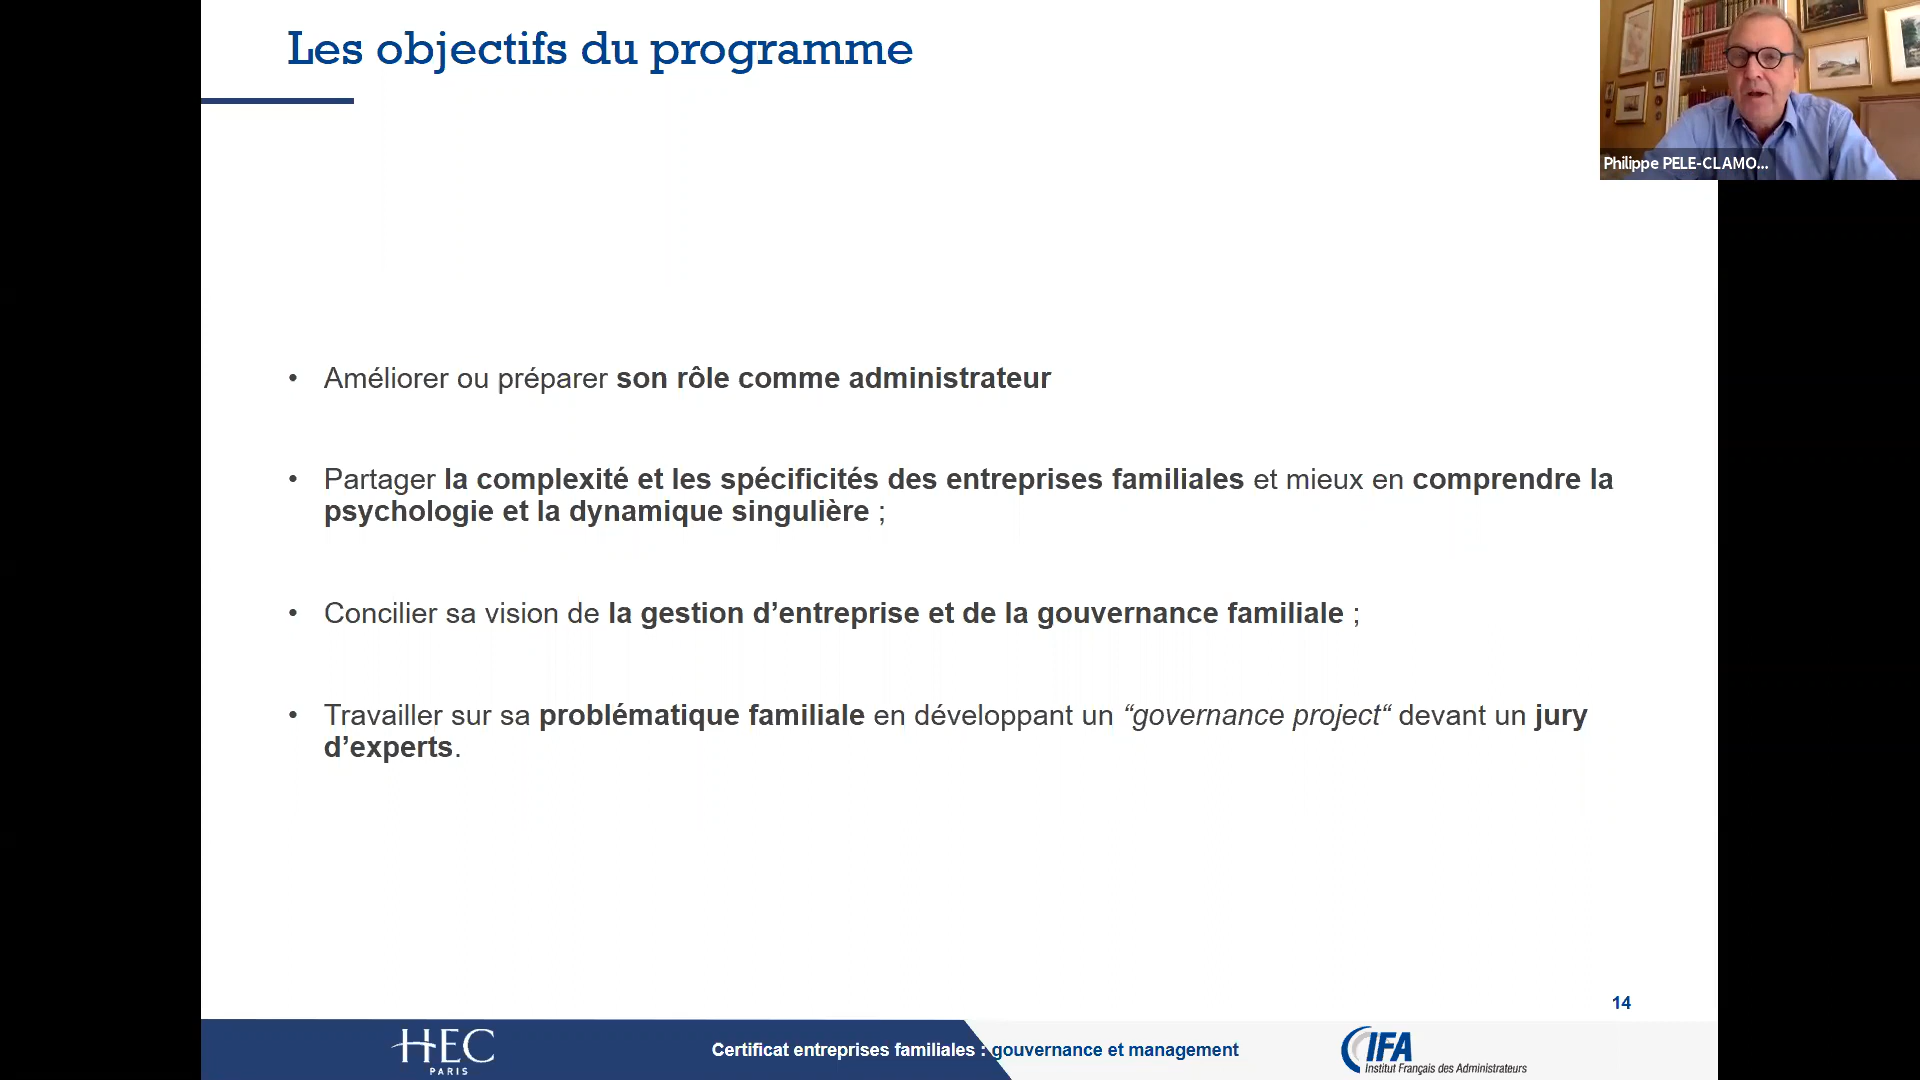 Les objectifs du programme
Philippe PELE-CLAMO...
• Améliorer ou préparer son rôle comme administrateur
• Partager la complexité et les spécificités des entreprises familiales et mieux en comprendre la
psychologie et la dynamique singulière ;
• Concilier sa vision de la gestion d’entreprise et de la gouvernance familiale ;
• Travailler sur sa problématique familiale en développant un “governance project“ devant un jury
d’experts.
14
HEC
PARIS
Certificat entreprises familiales : gouvernance et management
IFA
Institut Français des Administrateurs